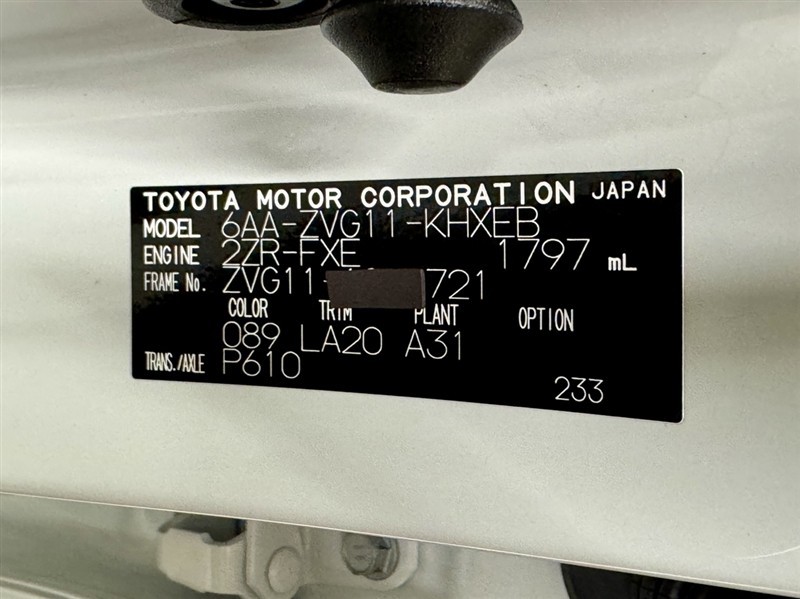 TOYOTA MOTOR CORPORATION JAPAN
MODEL 6AA-ZVG11-KHXEB
ENGINE 2ZR-FXE 1797 mL
FRAME No. ZVG11- 721
COLOR TRIM PLANT OPTION
089 LA20 A31
TRANS./AXLE P610
233